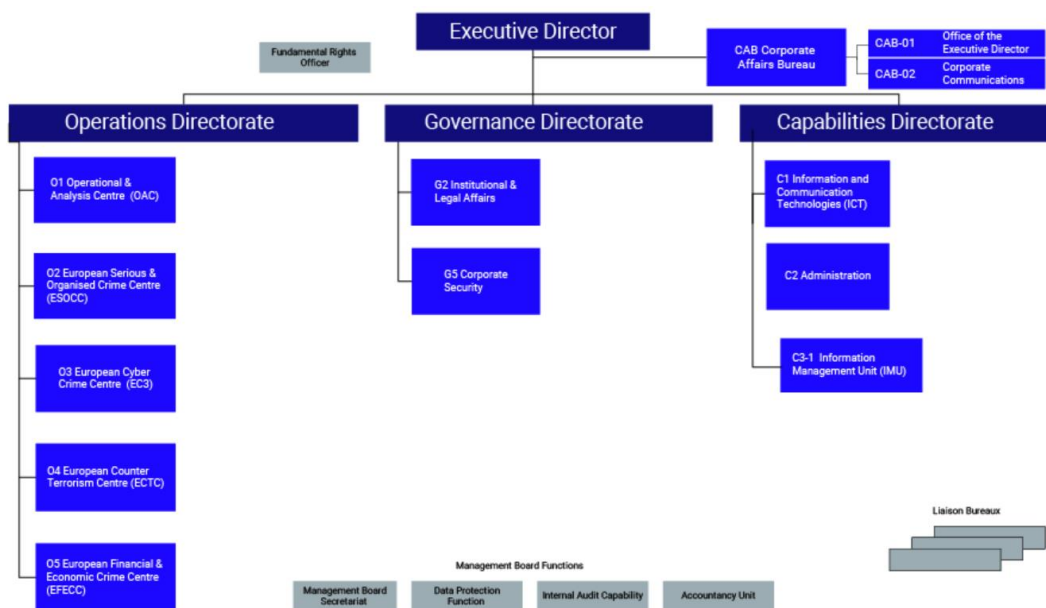 Executive Director
Fundamental Rights
Officer
CAB Corporate
Affairs Bureau
CAB-01 Office of the
Executive Director
CAB-02 Corporate
Communications
Operations Directorate
Governance Directorate
Capabilities Directorate
O1 Operational &
Analysis Centre (OAC)
O2 European Serious &
Organised Crime Centre
(ESOCC)
O3 European Cyber
Crime Centre (EC3)
O4 European Counter
Terrorism Centre (ECTC)
O5 European Financial &
Economic Crime Centre
(EFECC)
G2 Institutional &
Legal Affairs
G5 Corporate
Security
C1 Information and
Communication
Technologies (ICT)
C2 Administration
C3-1 Information
Management Unit (IMU)
Liaison Bureaux
Management Board Functions
Management Board
Secretariat
Data Protection
Function
Internal Audit Capability
Accountancy Unit